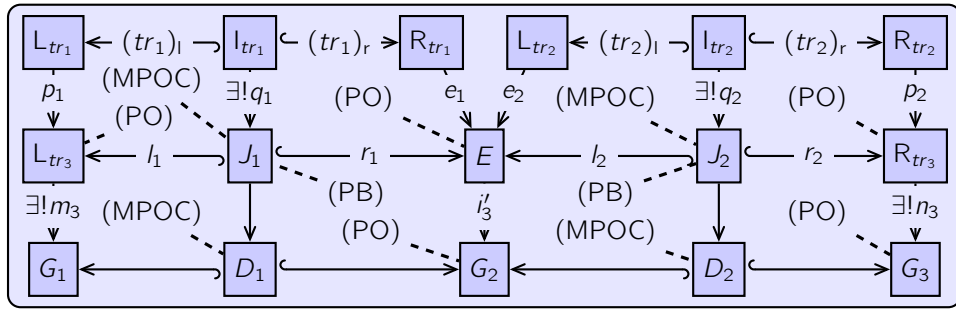 L_{tr_1} (tr_1)_l I_{tr_1} (tr_1)_r R_{tr_1} L_{tr_2} (tr_2)_l I_{tr_2} (tr_2)_r R_{tr_2}
(MPOC)
p_1 ∃!q_1 (PO) e_1 e_2 (MPOC) ∃!q_2 (PO) p_2
(PO)
L_{tr_3} l_1 J_1 r_1 E l_2 J_2 r_2 R_{tr_3}
(PB) (PB)
∃!m_3 (MPOC) (PO) i'_3 (MPOC) (PO) ∃!n_3
G_1 D_1 G_2 D_2 G_3